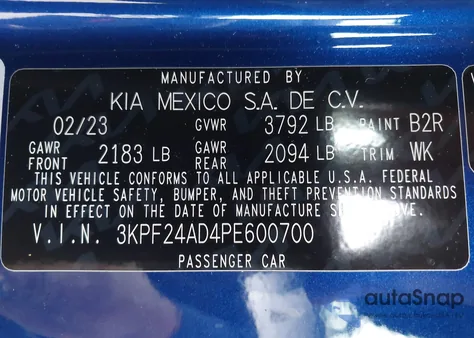 MANUFACTURED BY
KIA MEXICO S.A. DE C.V.
02/23 GVWR 3792 LB PAINT B2R
GAWR FRONT 2183 LB GAWR REAR 2094 LB TRIM WK
THIS VEHICLE CONFORMS TO ALL APPLICABLE U.S.A. FEDERAL
MOTOR VEHICLE SAFETY, BUMPER, AND THEFT PREVENTION STANDARDS
IN EFFECT ON THE DATE OF MANUFACTURE SHOWN ABOVE.
V.I.N. 3KPF24AD4PE600700
PASSENGER CAR
autoSnap